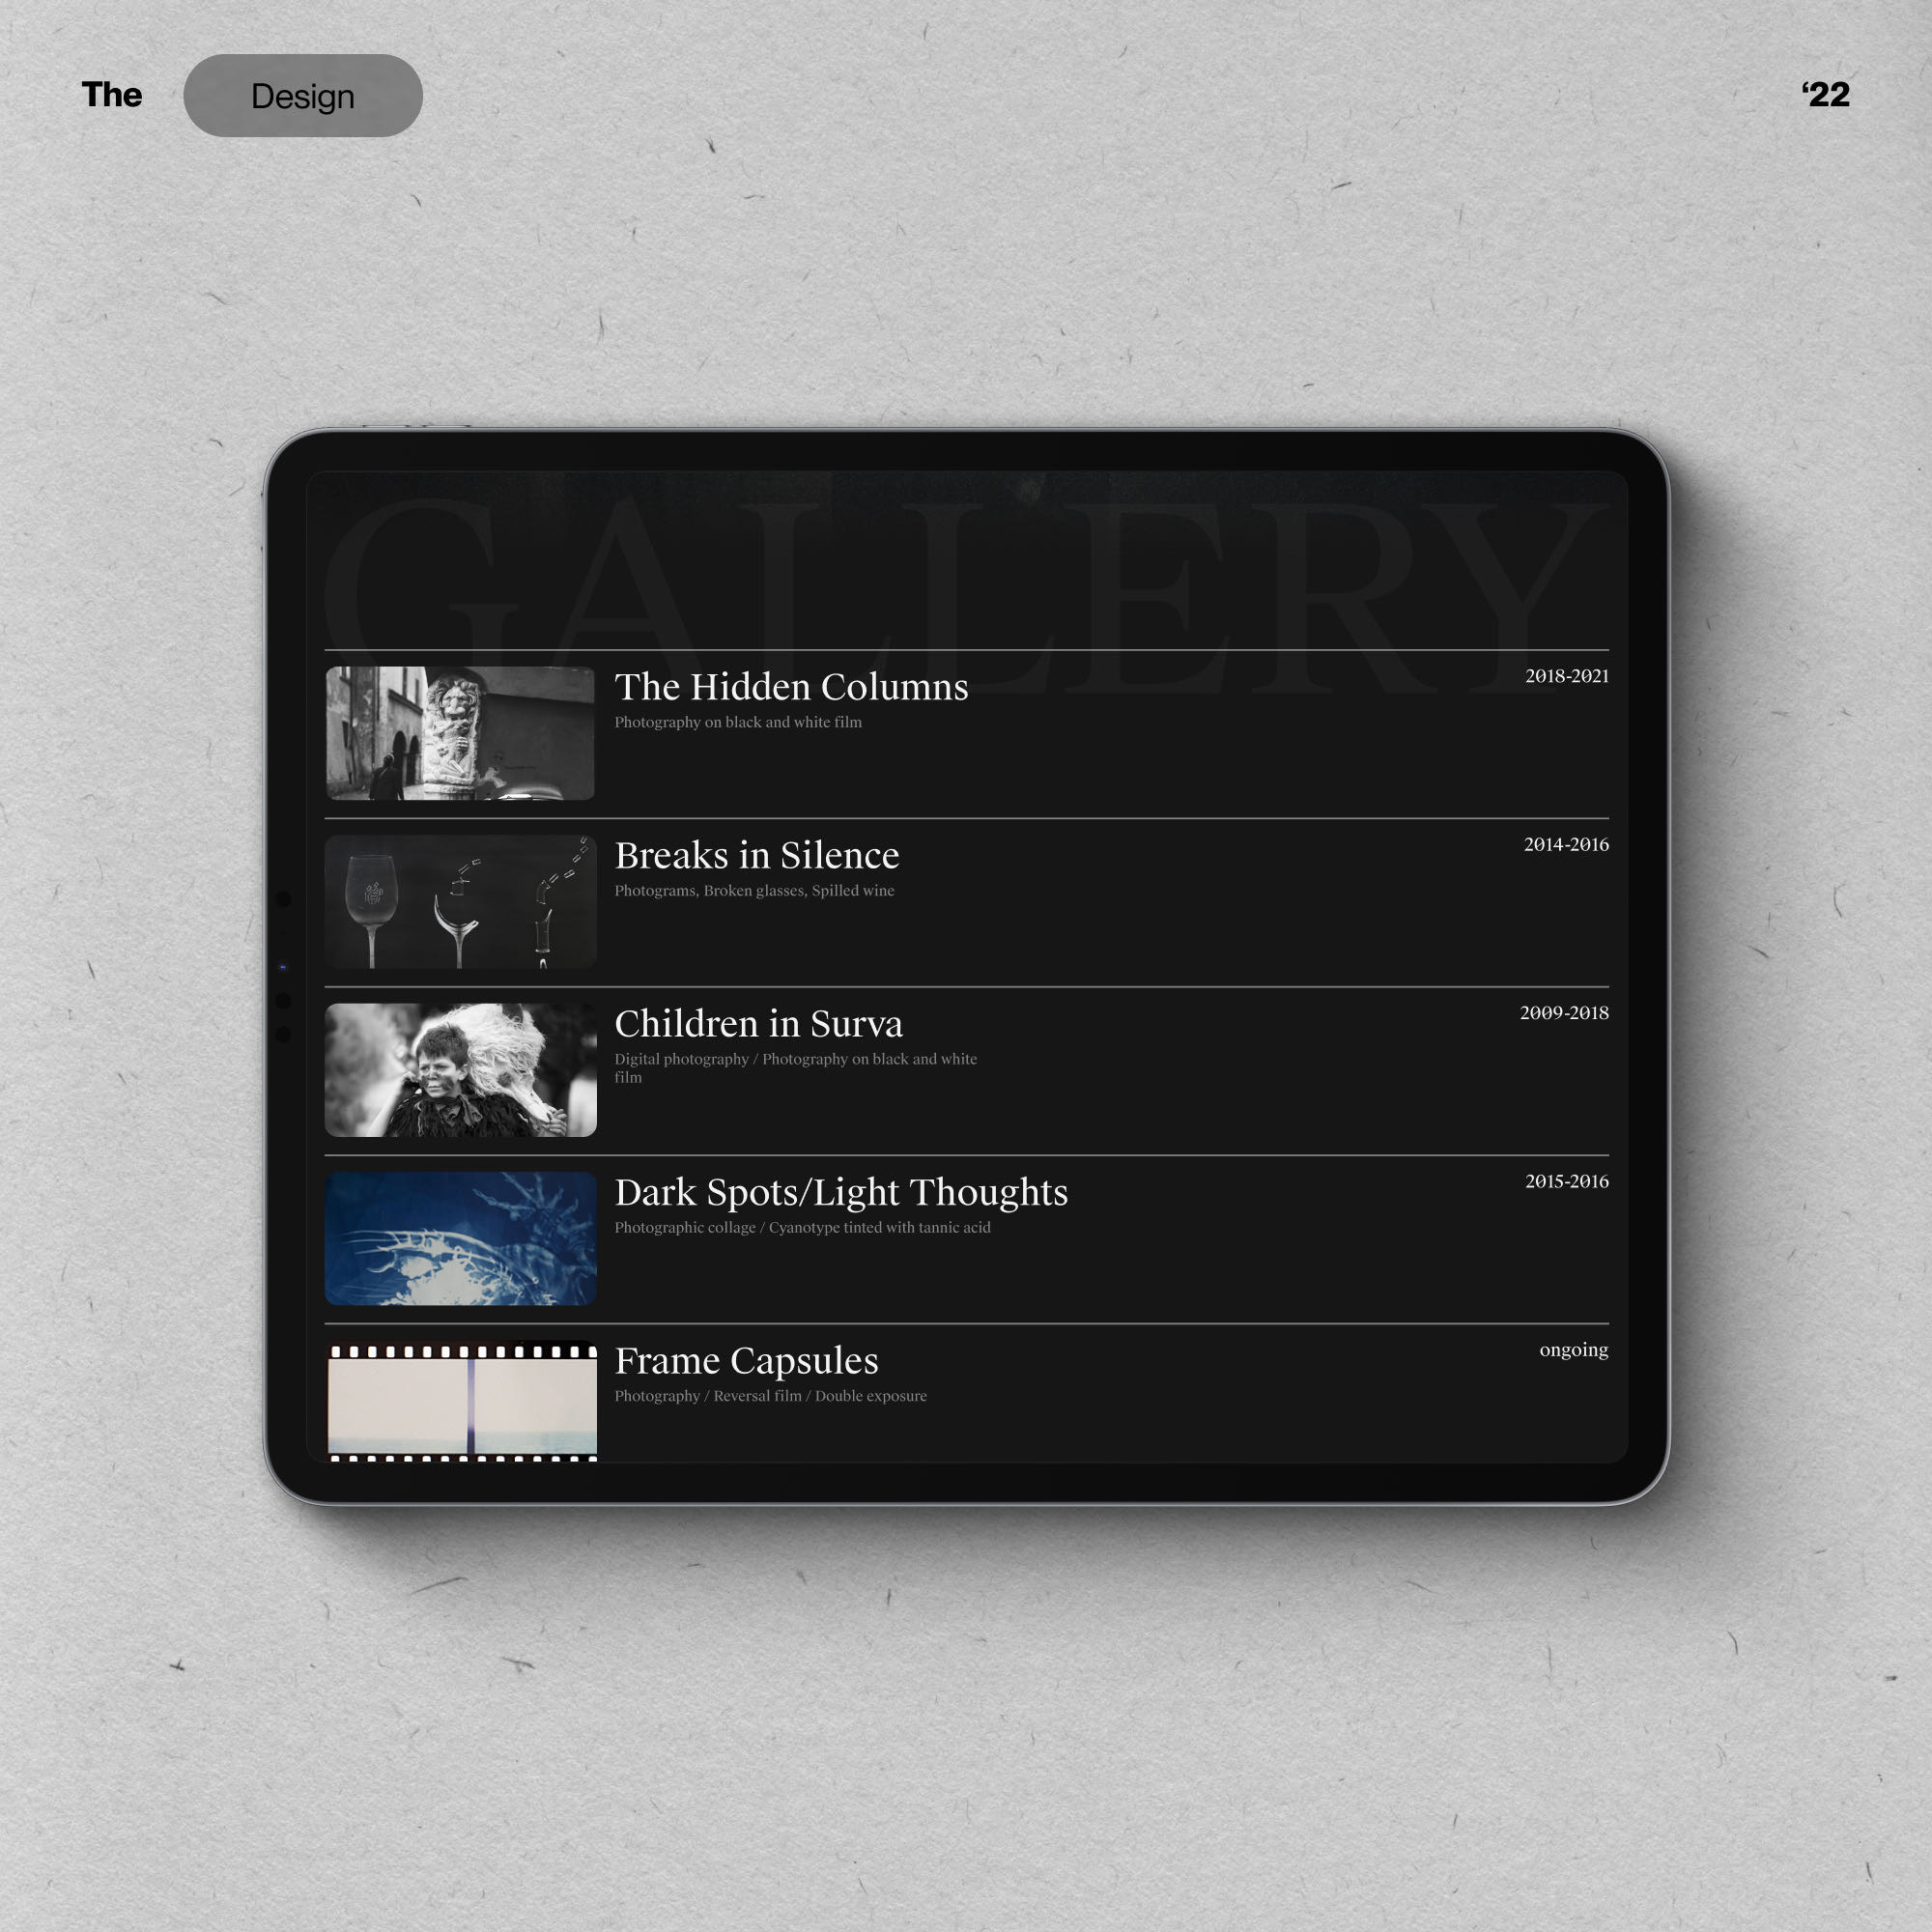 The Design ‘22
GALLERY
The Hidden Columns 2018-2021
Photography on black and white film
Breaks in Silence 2014-2016
Photograms, Broken glasses, Spilled wine
Children in Surva 2009-2018
Digital photography / Photography on black and white
film
Dark Spots/Light Thoughts 2015-2016
Photographic collage / Cyanotype tinted with tannic acid
Frame Capsules ongoing
Photography / Reversal film / Double exposure